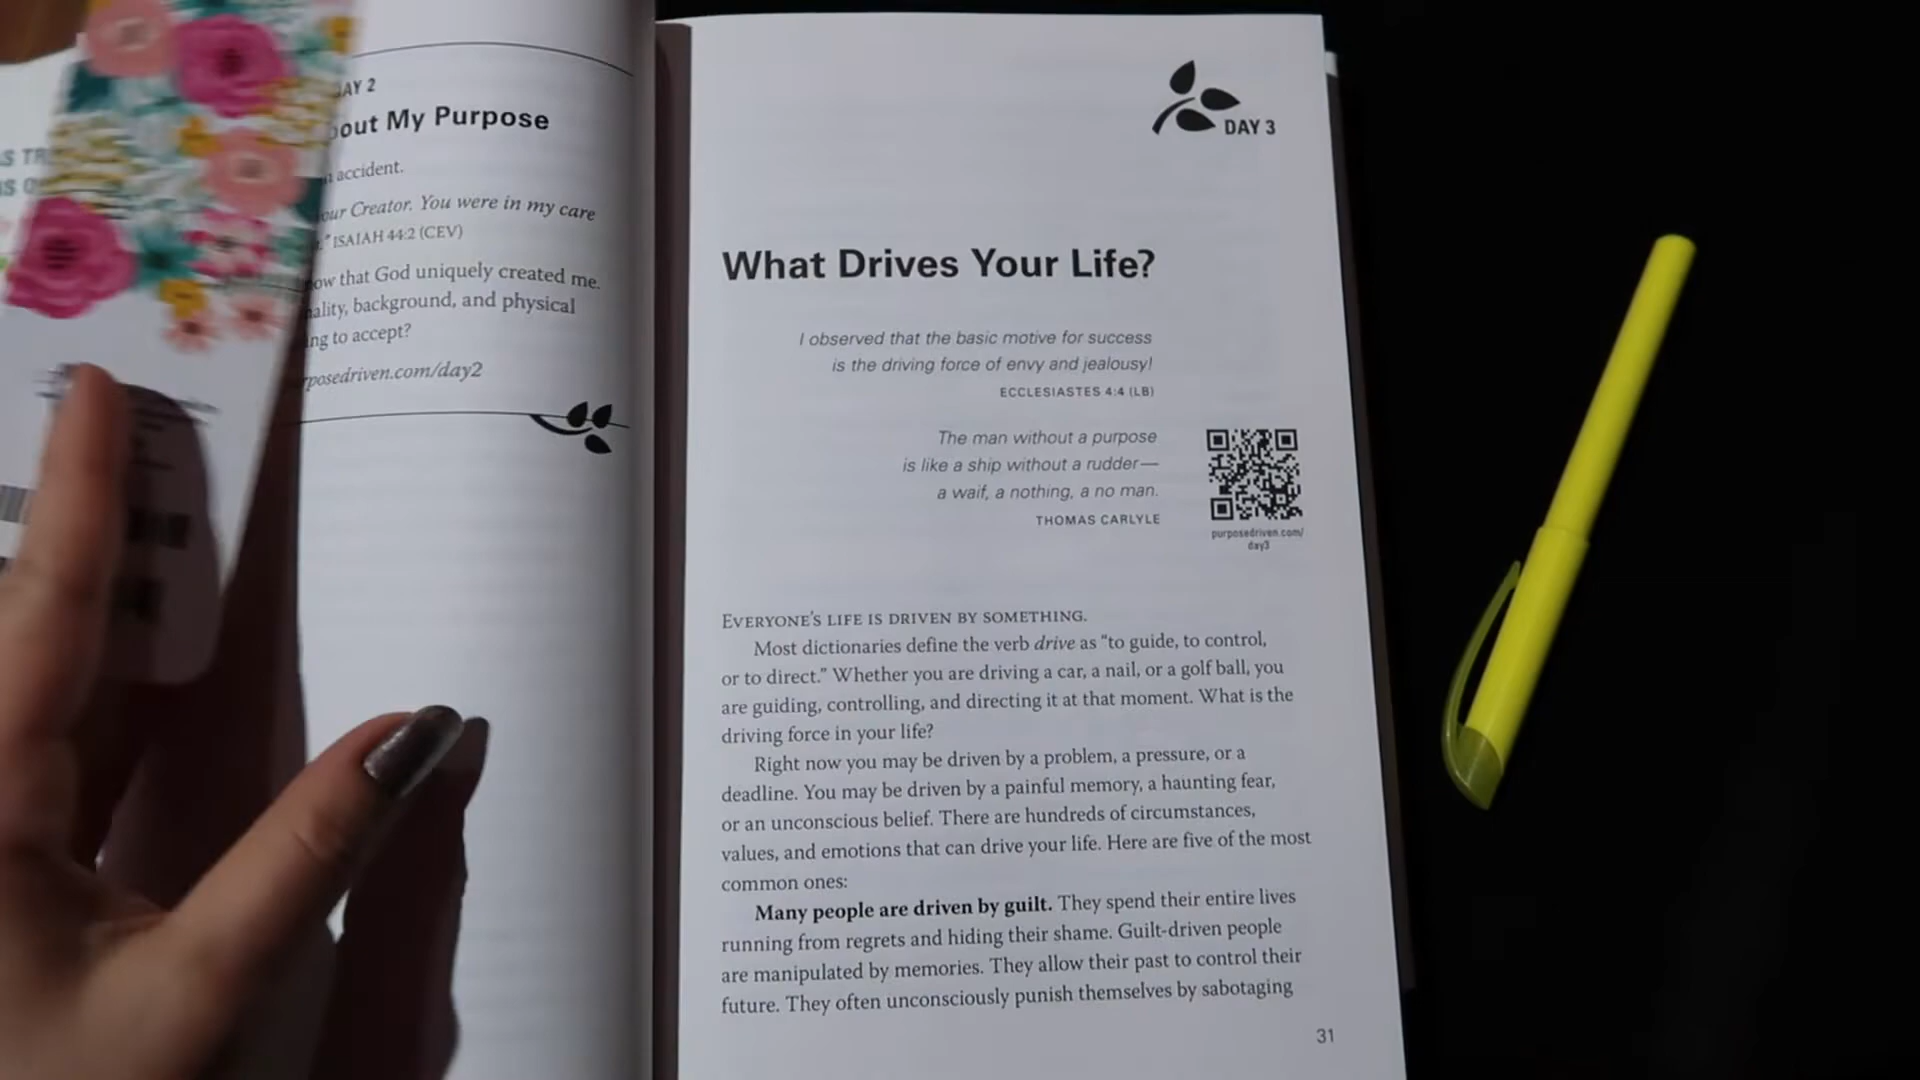 S TR
IS O
AY 2
out My Purpose
accident.
our Creator. You were in my care
." ISAIAH 44:2 (CEV)
now that God uniquely created me.
ality, background, and physical
ng to accept?
rposedriven.com/day2
DAY 3
What Drives Your Life?
I observed that the basic motive for success
is the driving force of envy and jealousy!
ECCLESIASTES 4:4 (LB)
The man without a purpose
is like a ship without a rudder—
a waif, a nothing, a no man.
THOMAS CARLYLE
purposedriven.com/
day3
EVERYONE'S LIFE IS DRIVEN BY SOMETHING.
Most dictionaries define the verb drive as “to guide, to control,
or to direct.” Whether you are driving a car, a nail, or a golf ball, you
are guiding, controlling, and directing it at that moment. What is the
driving force in your life?
Right now you may be driven by a problem, a pressure, or a
deadline. You may be driven by a painful memory, a haunting fear,
or an unconscious belief. There are hundreds of circumstances,
values, and emotions that can drive your life. Here are five of the most
common ones:
Many people are driven by guilt. They spend their entire lives
running from regrets and hiding their shame. Guilt-driven people
are manipulated by memories. They allow their past to control their
future. They often unconsciously punish themselves by sabotaging
31